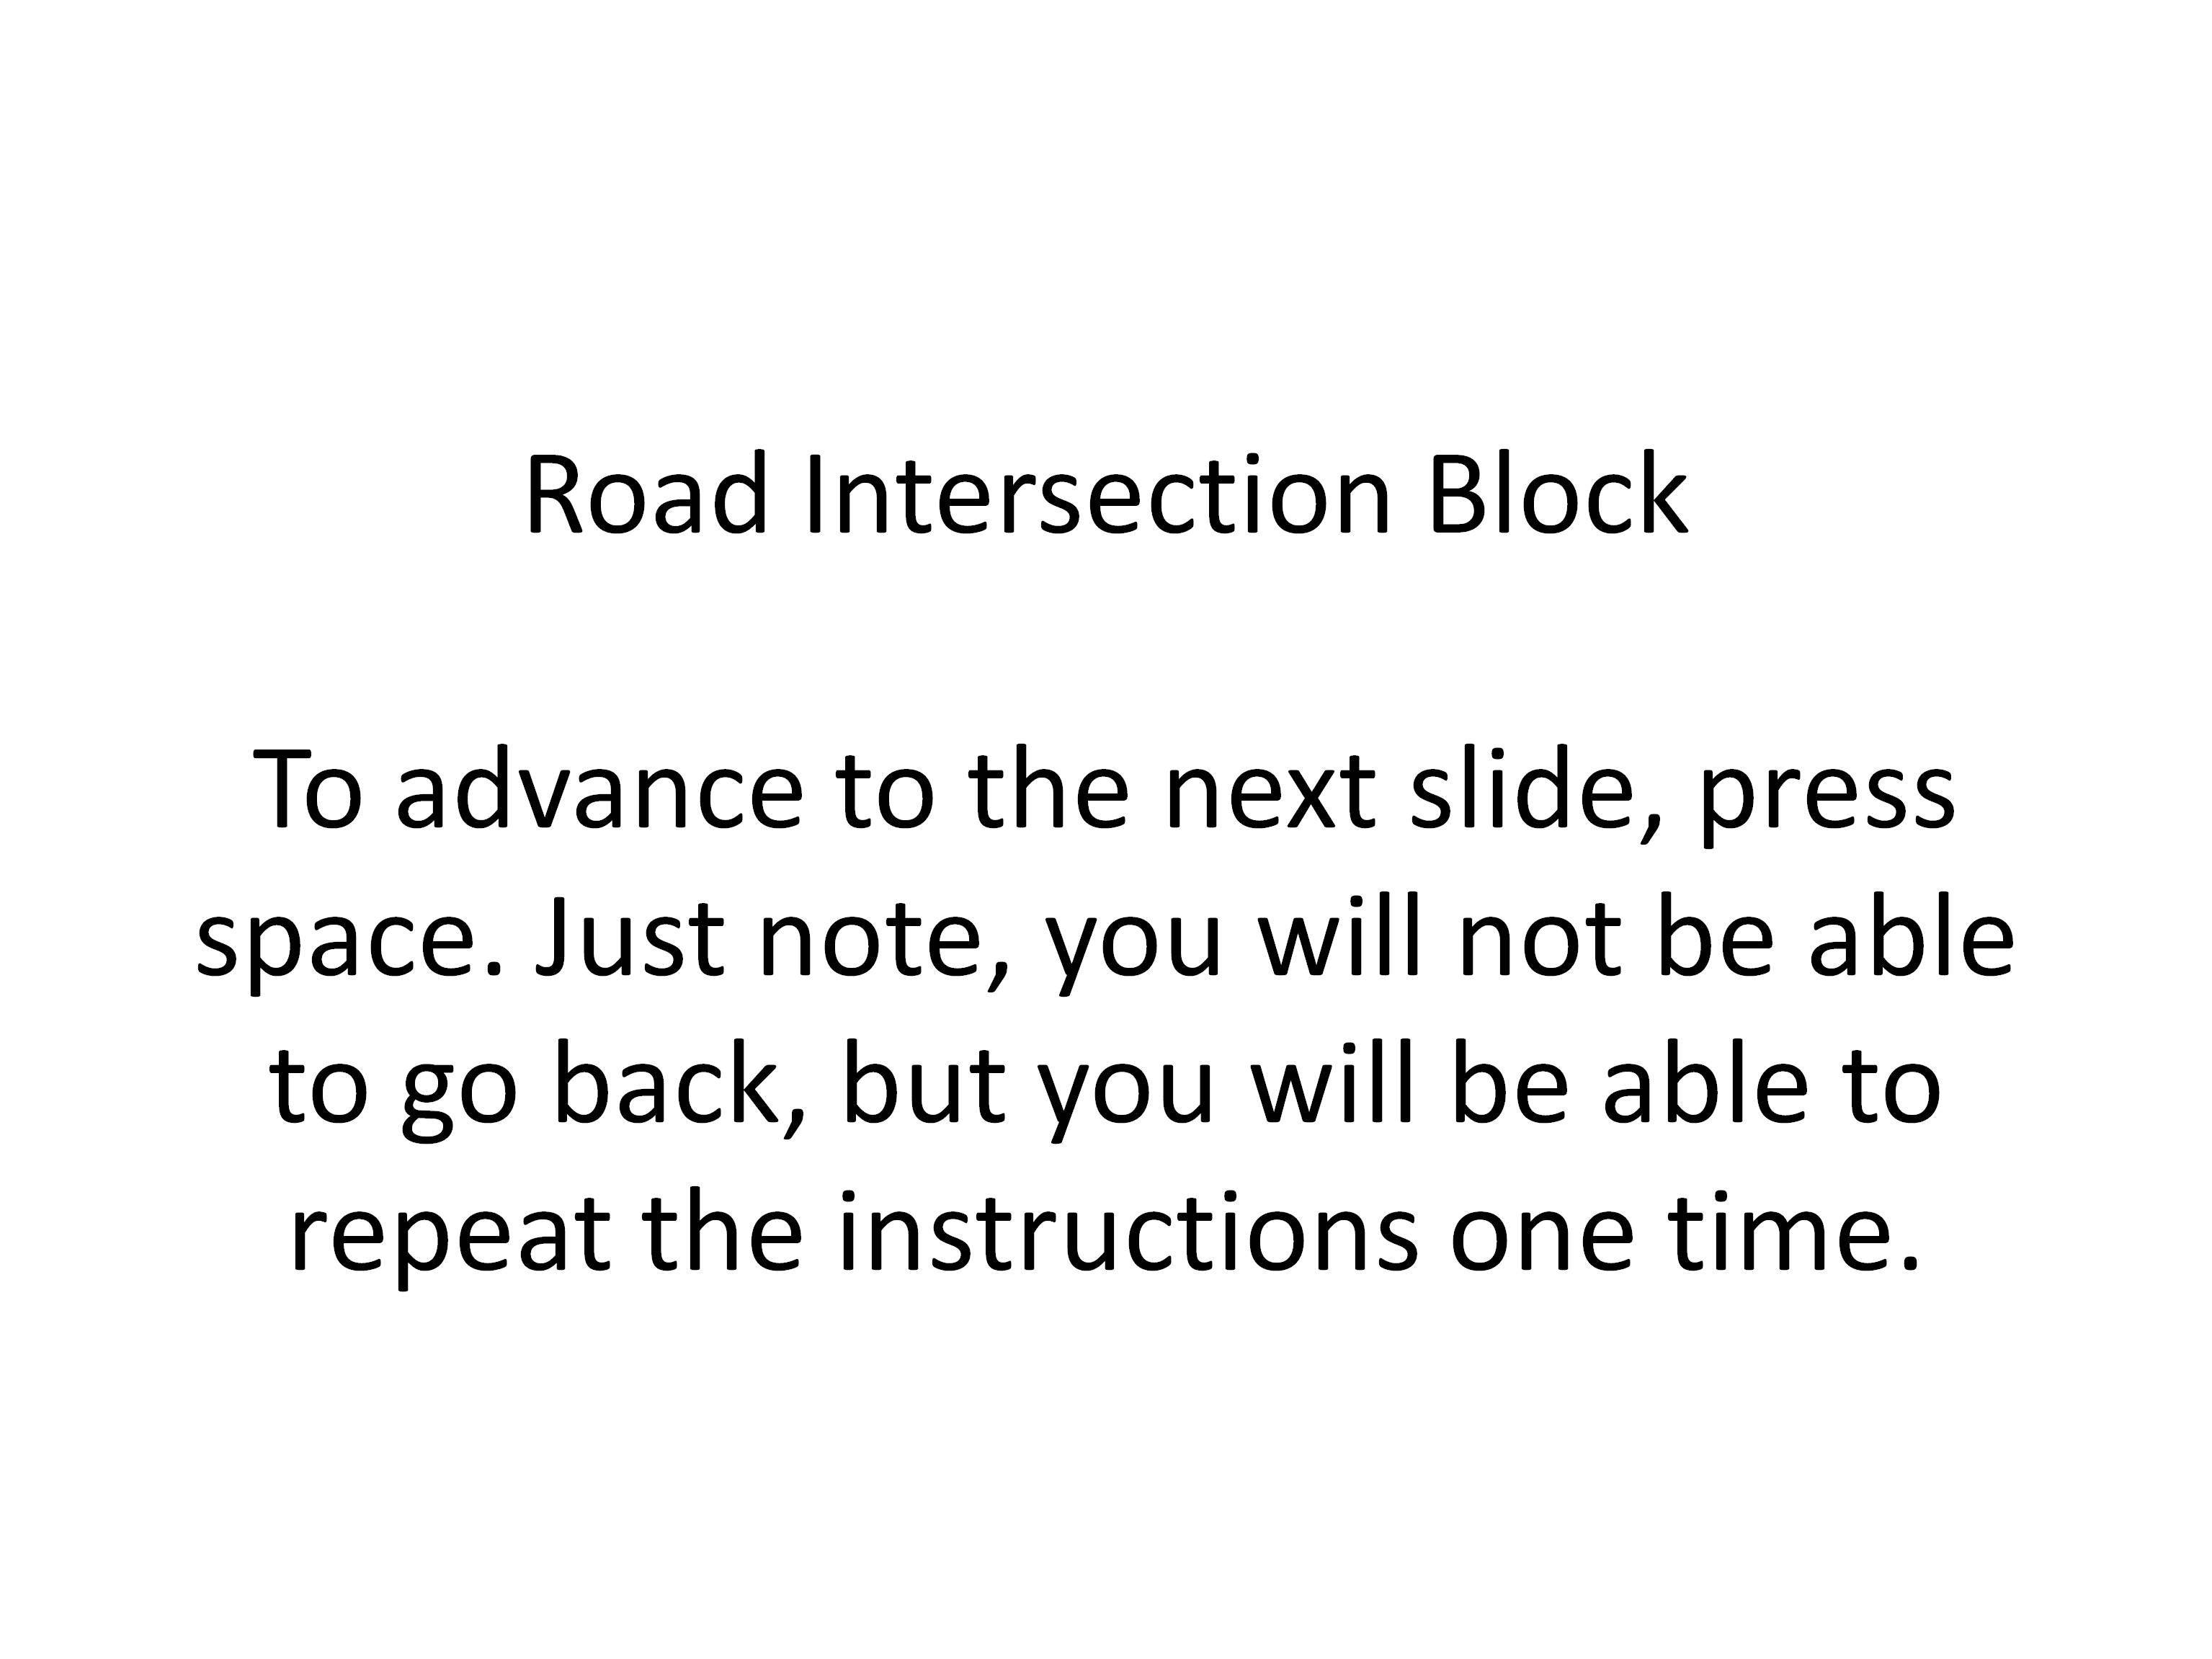 Road Intersection Block
To advance to the next slide, press
space. Just note, you will not be able
to go back, but you will be able to
repeat the instructions one time.